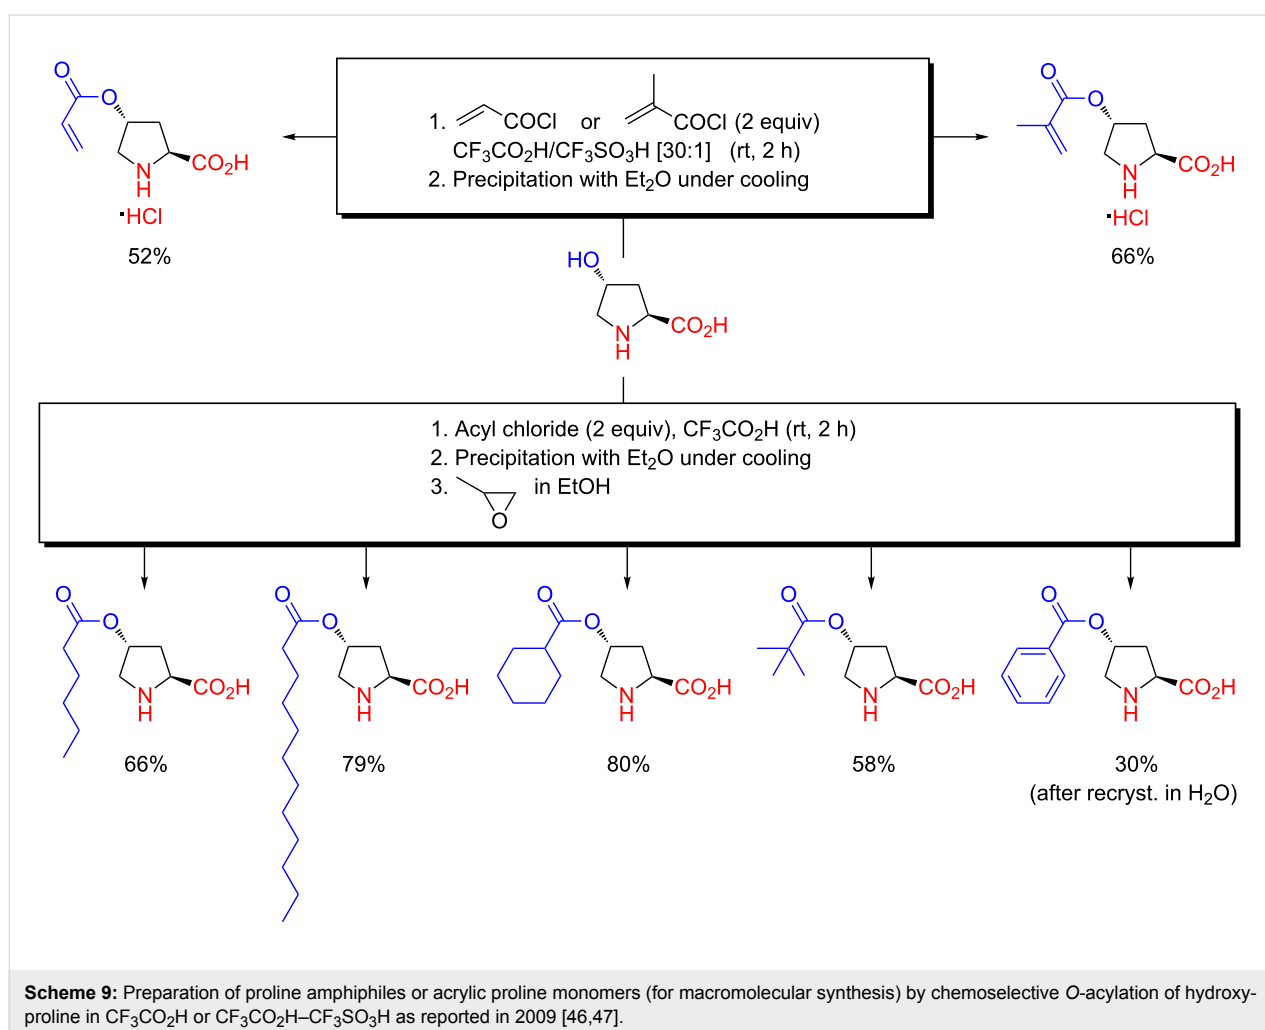 O
O
N
H
CO₂H
·HCl
52%
1. COCl or COCl (2 equiv)
CF₃CO₂H/CF₃SO₃H [30:1] (rt, 2 h)
2. Precipitation with Et₂O under cooling
O
O
N
H
CO₂H
·HCl
66%
HO
N
H
CO₂H
1. Acyl chloride (2 equiv), CF₃CO₂H (rt, 2 h)
2. Precipitation with Et₂O under cooling
3. in EtOH
O
O
O
N
H
CO₂H
66%
O
O
N
H
CO₂H
79%
O
O
N
H
CO₂H
80%
O
O
N
H
CO₂H
58%
O
O
N
H
CO₂H
30%
(after recryst. in H₂O)
Scheme 9: Preparation of proline amphiphiles or acrylic proline monomers (for macromolecular synthesis) by chemoselective O-acylation of hydroxy-
proline in CF₃CO₂H or CF₃CO₂H–CF₃SO₃H as reported in 2009 [46,47].